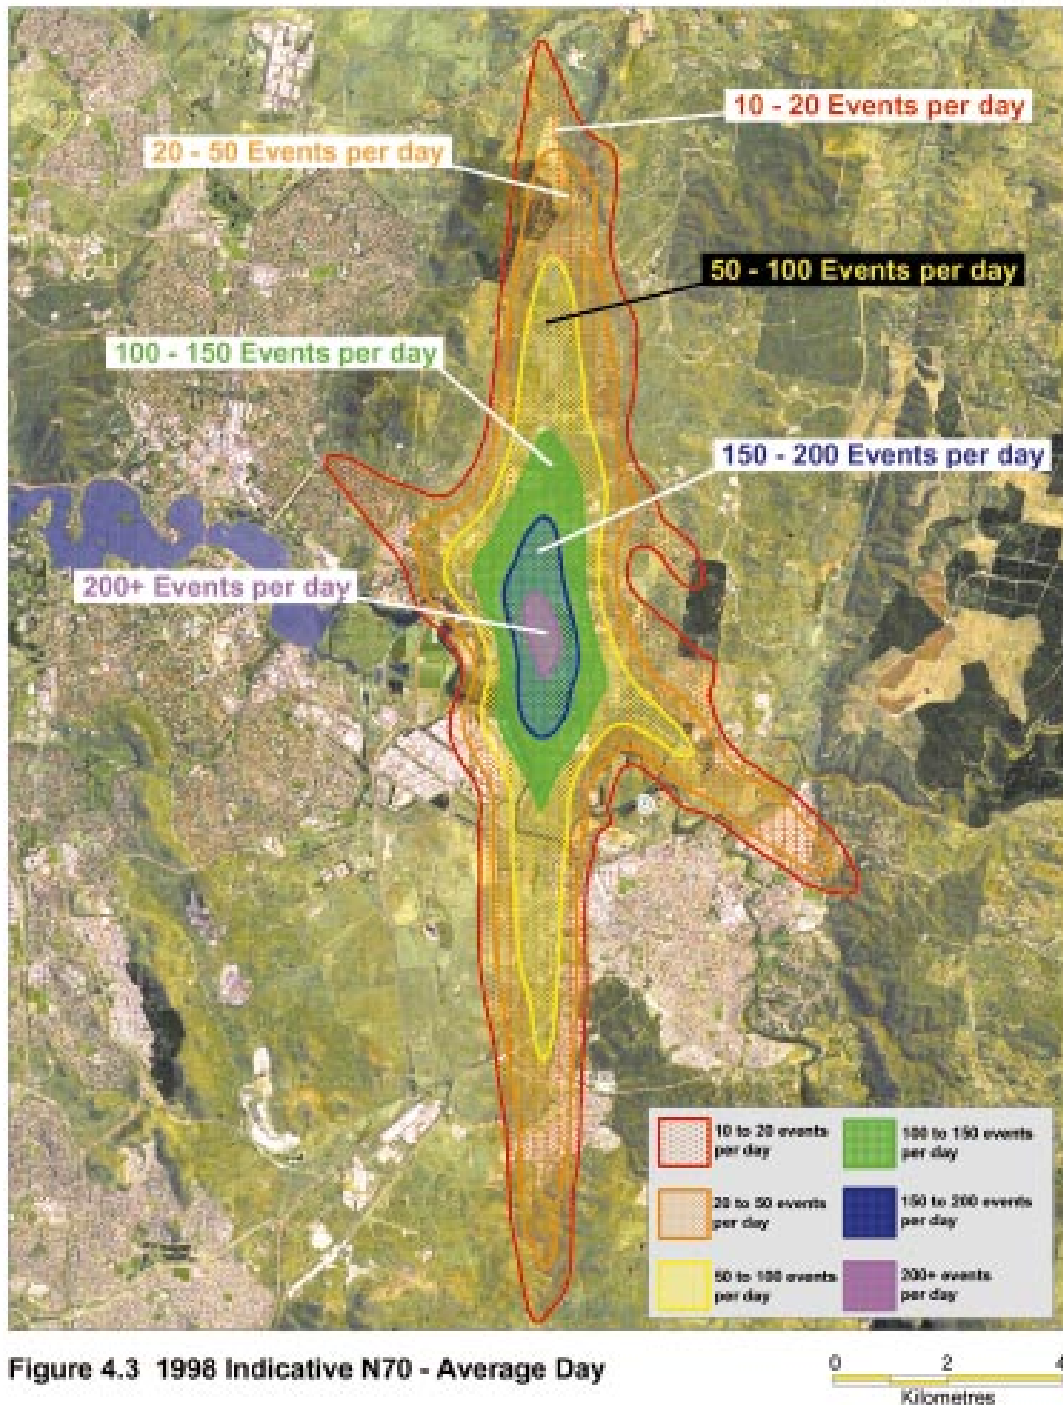 10 - 20 Events per day
20 - 50 Events per day
50 - 100 Events per day
100 - 150 Events per day
150 - 200 Events per day
200+ Events per day
10 to 20 events
per day
20 to 50 events
per day
50 to 100 events
per day
100 to 150 events
per day
150 to 200 events
per day
200+ events
per day
Figure 4.3 1998 Indicative N70 - Average Day
0 2 4
Kilometres